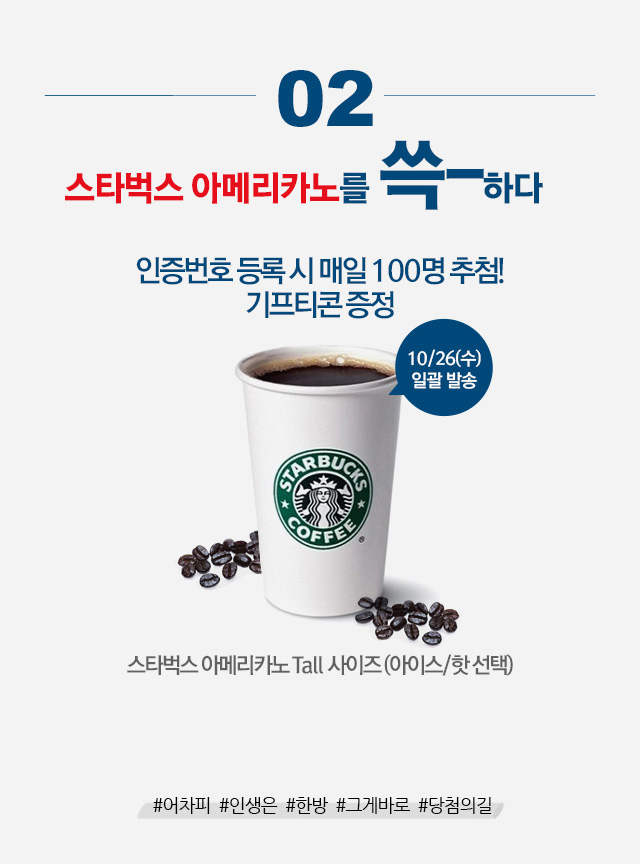 02
스타벅스 아메리카노를 쓱-하다
인증번호 등록 시 매일 100명 추첨!
기프티콘 증정
10/26(수)
일괄 발송
STARBUCKS
COFFEE
®
스타벅스 아메리카노 Tall 사이즈 (아이스/핫 선택)
#어차피 #인생은 #한방 #그게바로 #당첨의길